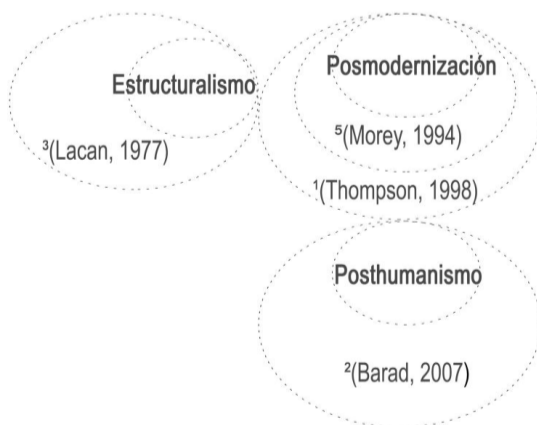 Estructuralismo
³(Lacan, 1977)
Posmodernización
⁵(Morey, 1994)
¹(Thompson, 1998)
Posthumanismo
²(Barad, 2007)